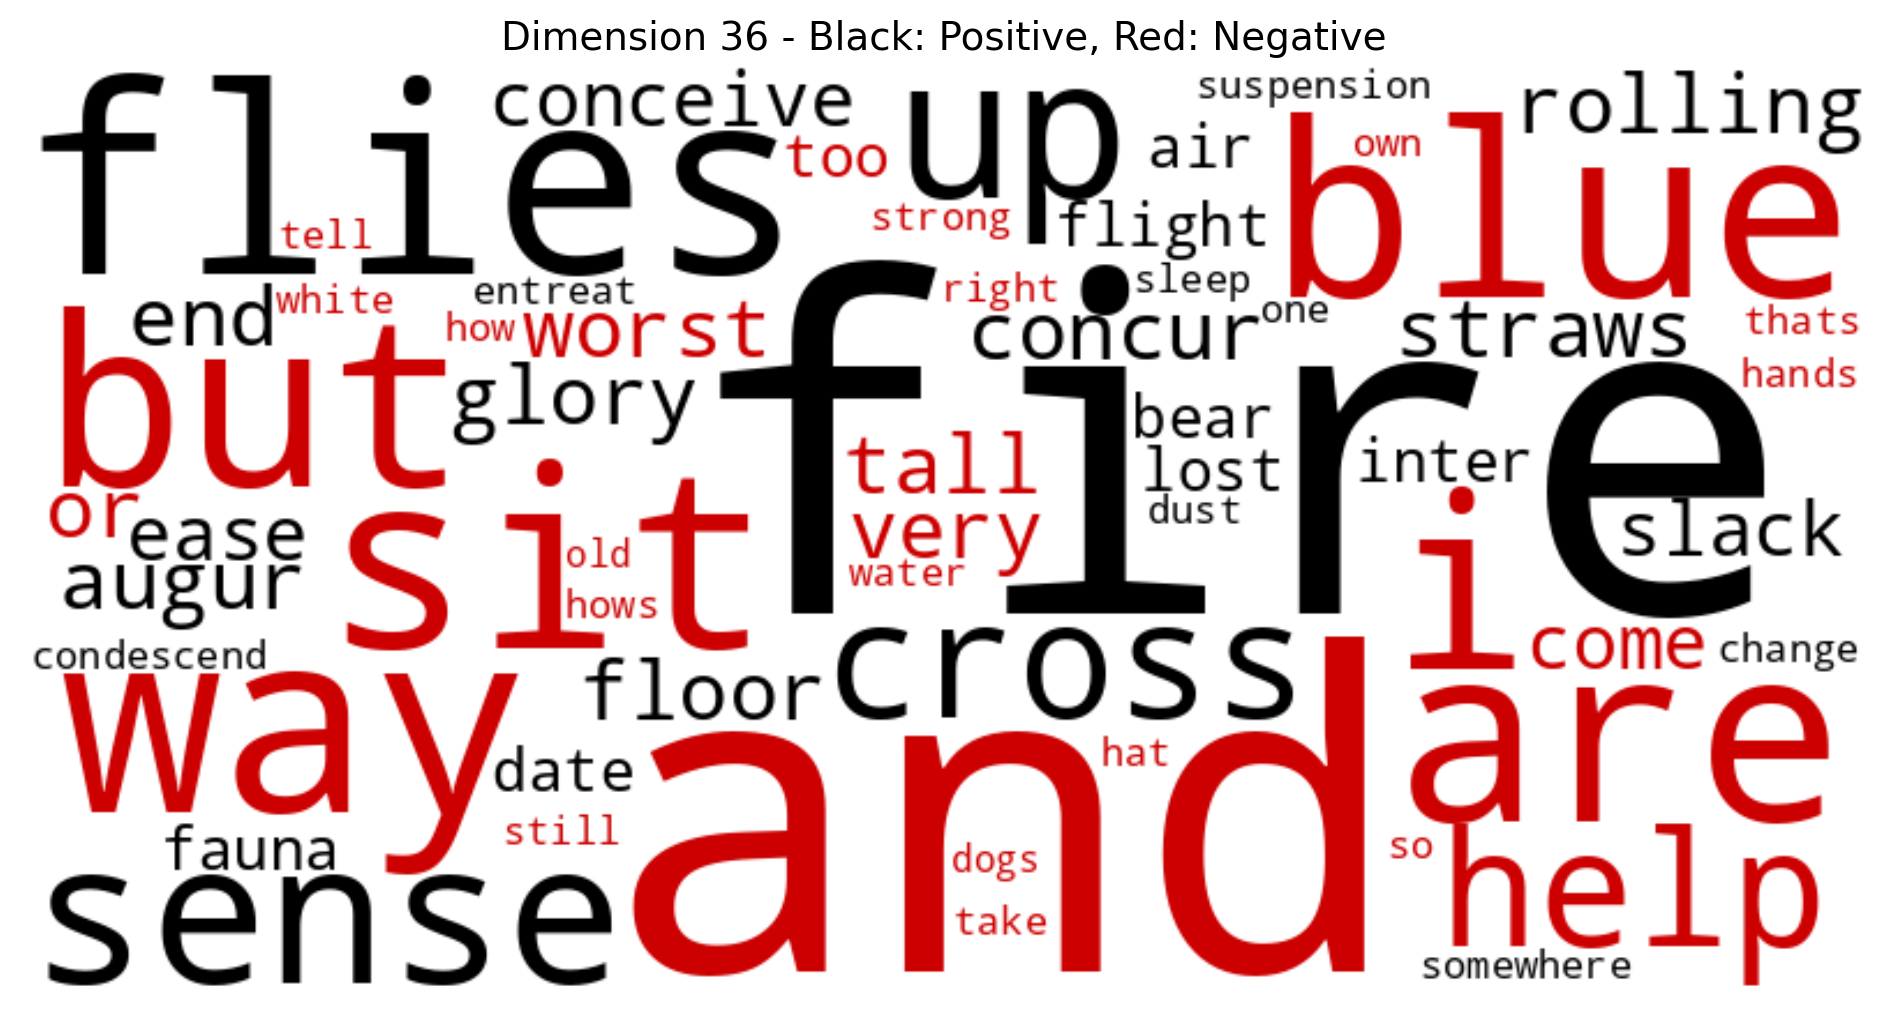 Dimension 36 - Black: Positive, Red: Negative
flies
conceive
up
suspension
rolling
too
air
own
blue
tell
strong
flight
end
white
entreat
right
sleep
how
worst
one
concur
straws
thats
but
glory
fire
hands
bear
tall
lost
inter
or
ease
sit
very
dust
slack
old
augur
water
i
hows
condescend
cross
come
change
way
floor
are
date
and
hat
still
fauna
dogs
so
help
sense
take
somewhere